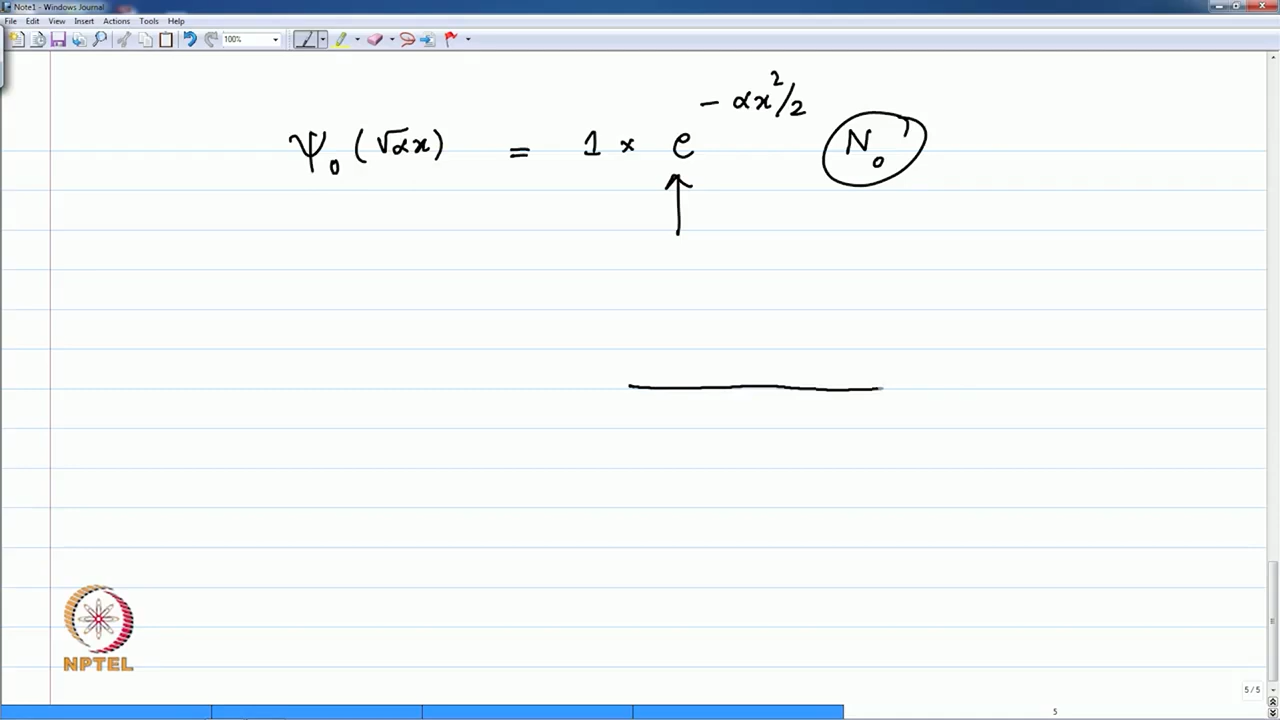 Note1 - Windows Journal
File Edit View Insert Actions Tools Help
100%
ψ₀ (√αx) = 1 × e^(- αx²/2) N₀
NPTEL
5 / 5
5